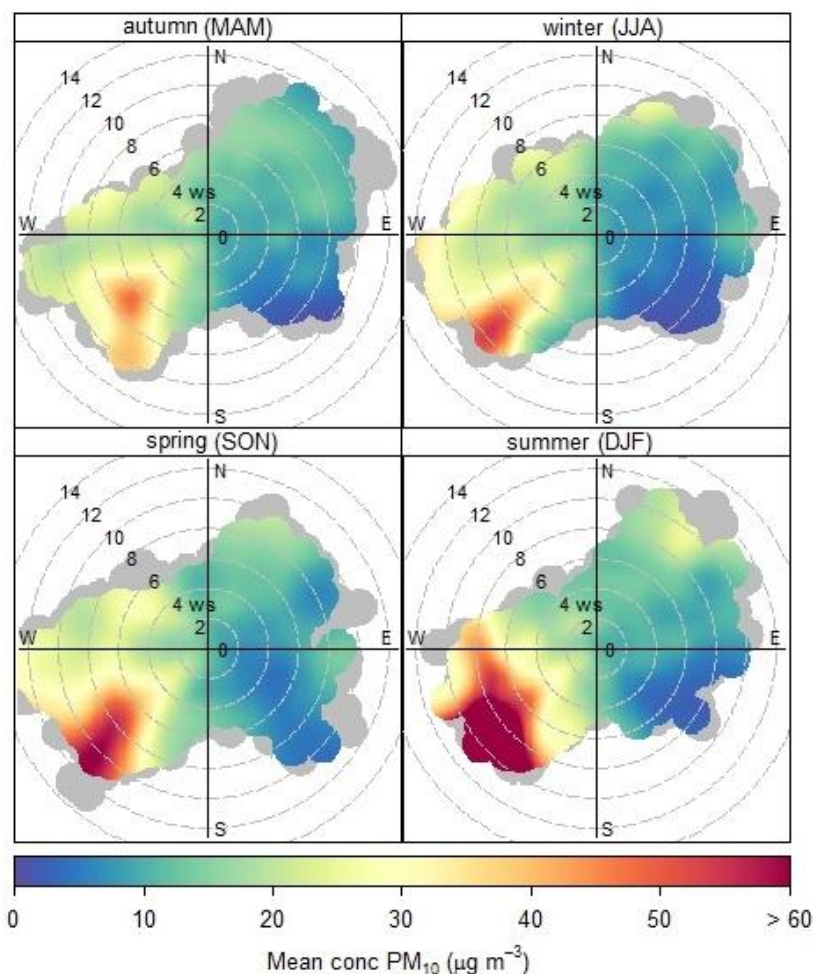 autumn (MAM)
winter (JJA)
N
14
12
10
8
6
4 ws
2
0
W
E
S
N
14
12
10
8
6
4 ws
2
0
W
E
S
spring (SON)
summer (DJF)
N
14
12
10
8
6
4 ws
2
0
W
E
S
N
14
12
10
8
6
4 ws
2
0
W
E
S
0 10 20 30 40 50 > 60
Mean conc PM₁₀ (μg m⁻³)